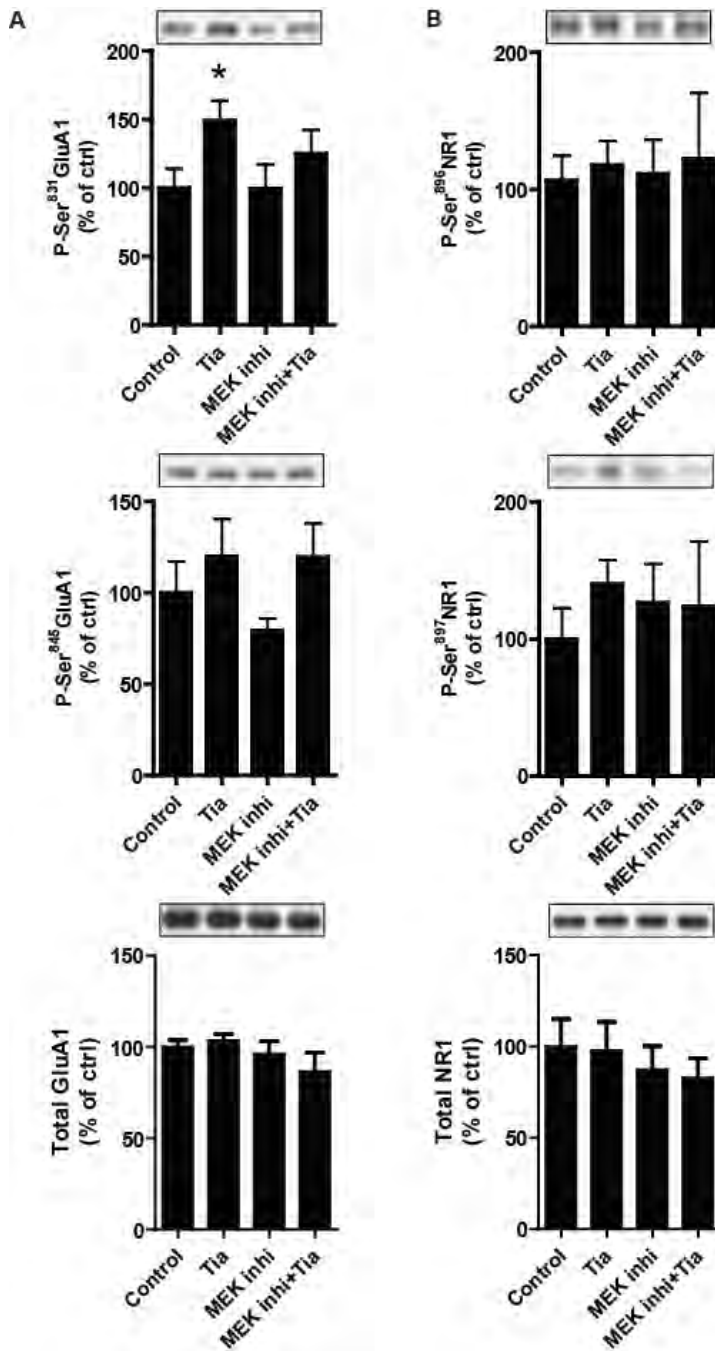 A
200
150
100
50
0
P-Ser⁸³¹GluA1
(% of ctrl)
*
Control
Tia
MEK inhi
MEK inhi+Tia
150
100
50
0
P-Ser⁸⁴⁵GluA1
(% of ctrl)
Control
Tia
MEK inhi
MEK inhi+Tia
150
100
50
0
Total GluA1
(% of ctrl)
Control
Tia
MEK inhi
MEK inhi+Tia
B
200
100
0
P-Ser⁸⁹⁶NR1
(% of ctrl)
Control
Tia
MEK inhi
MEK inhi+Tia
200
100
0
P-Ser⁸⁹⁷NR1
(% of ctrl)
Control
Tia
MEK inhi
MEK inhi+Tia
150
100
50
0
Total NR1
(% of ctrl)
Control
Tia
MEK inhi
MEK inhi+Tia